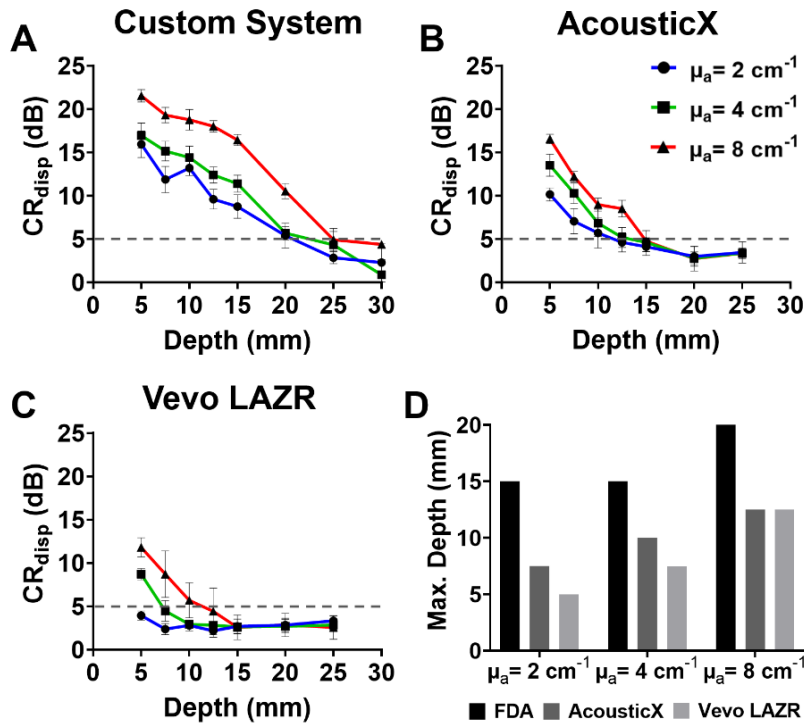 A
Custom System
CR_disp (dB)
25
20
15
10
5
0
0 5 10 15 20 25 30
Depth (mm)
B
AcousticX
μa= 2 cm-1
μa= 4 cm-1
μa= 8 cm-1
CR_disp (dB)
25
20
15
10
5
0
0 5 10 15 20 25 30
Depth (mm)
C
Vevo LAZR
CR_disp (dB)
25
20
15
10
5
0
0 5 10 15 20 25 30
Depth (mm)
D
Max. Depth (mm)
20
15
10
5
0
μa= 2 cm-1 μa= 4 cm-1 μa= 8 cm-1
FDA AcousticX Vevo LAZR